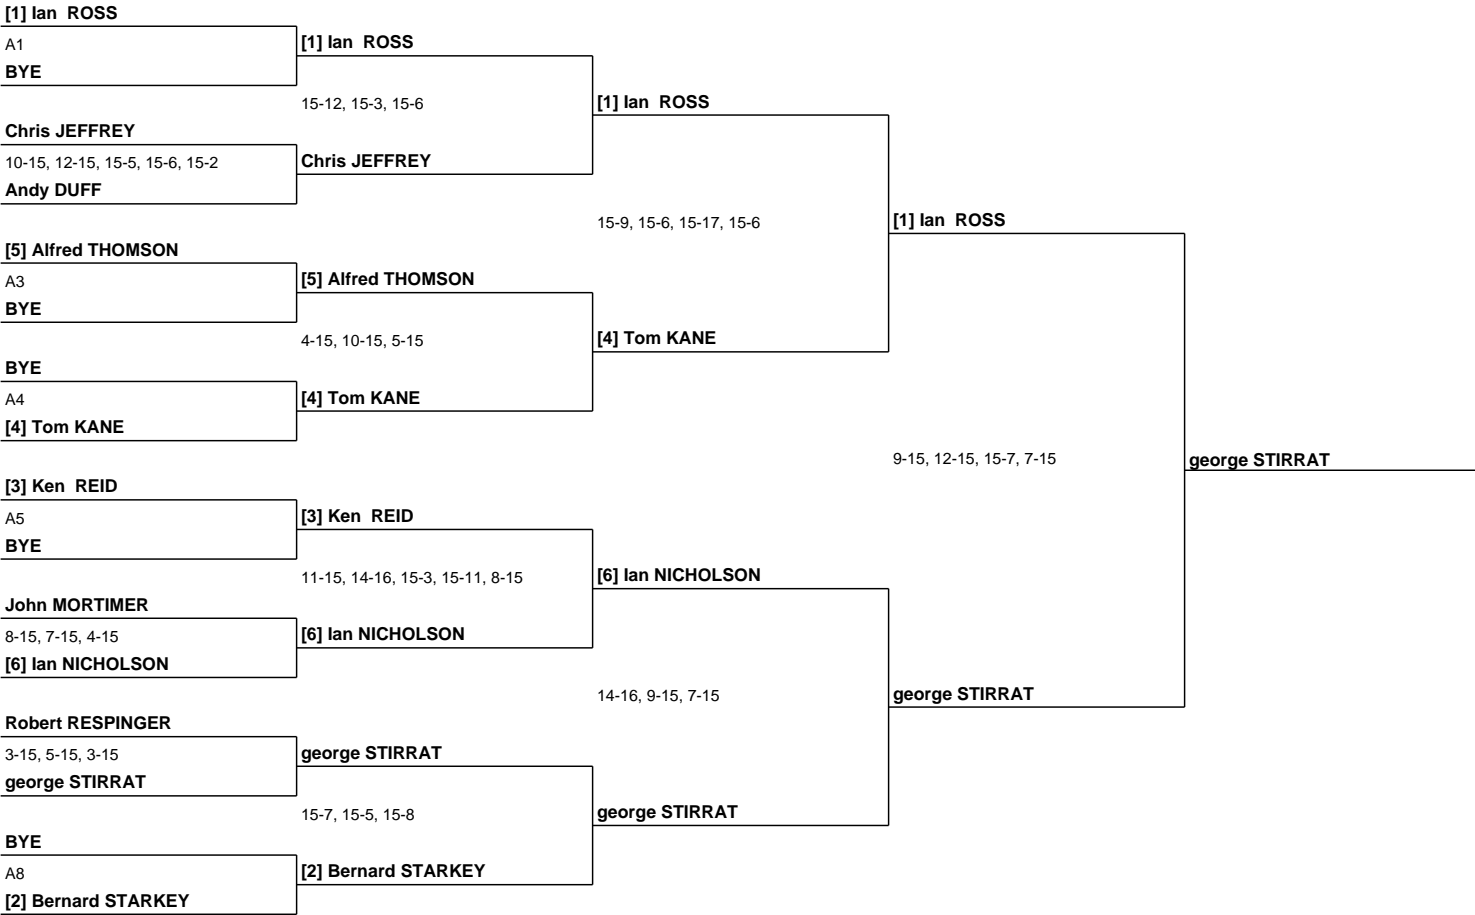 [1] Ian  ROSS
A1
BYE
Chris JEFFREY
10-15, 12-15, 15-5, 15-6, 15-2
Andy DUFF
[5] Alfred THOMSON
A3
BYE
BYE
A4
[4] Tom KANE
[3] Ken  REID
A5
BYE
John MORTIMER
8-15, 7-15, 4-15
[6] Ian NICHOLSON
Robert RESPINGER
3-15, 5-15, 3-15
george STIRRAT
BYE
A8
[2] Bernard STARKEY
[1] Ian  ROSS
15-12, 15-3, 15-6
Chris JEFFREY
[5] Alfred THOMSON
4-15, 10-15, 5-15
[4] Tom KANE
[3] Ken  REID
11-15, 14-16, 15-3, 15-11, 8-15
[6] Ian NICHOLSON
george STIRRAT
15-7, 15-5, 15-8
[2] Bernard STARKEY
[1] Ian  ROSS
15-9, 15-6, 15-17, 15-6
[4] Tom KANE
[6] Ian NICHOLSON
14-16, 9-15, 7-15
george STIRRAT
[1] Ian  ROSS
9-15, 12-15, 15-7, 7-15
george STIRRAT
george STIRRAT